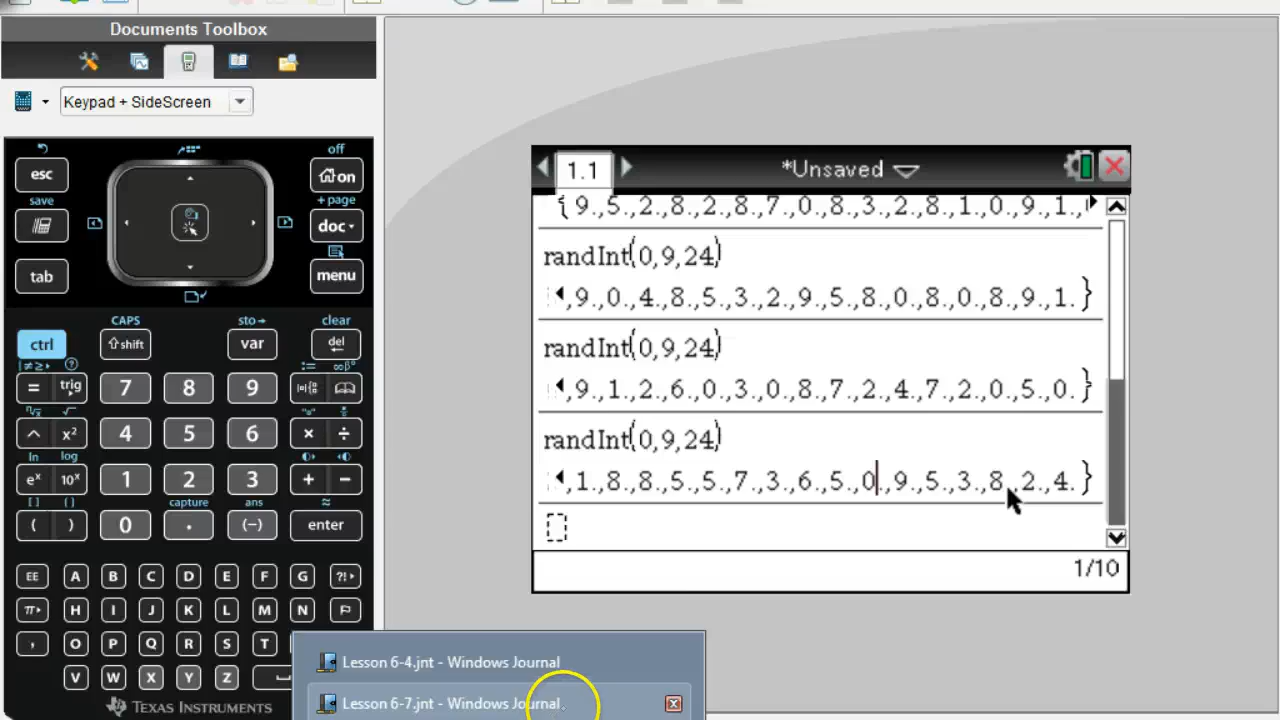 Documents Toolbox
Keypad + SideScreen
off
esc
on
save
+ page
doc
tab
menu
CAPS
sto→
clear
ctrl
⇧shift
var
del
= trig 7 8 9
^ x² 4 5 6 × ÷
ln log
eˣ 10ˣ 1 2 3 + −
[ ] { } capture ans ≈
( ) 0 . (−) enter
EE A B C D E F G ?!▸
π▸ H I J K L M N
, O P Q R S T
V W X Y Z
TEXAS INSTRUMENTS
1.1
*Unsaved
{9.,5.,2.,8.,2.,8.,7.,0.,8.,3.,2.,8.,1.,0.,9.,1.,
randInt(0,9,24)
,9.,0.,4.,8.,5.,3.,2.,9.,5.,8.,0.,8.,0.,8.,9.,1.}
randInt(0,9,24)
,9.,1.,2.,6.,0.,3.,0.,8.,7.,2.,4.,7.,2.,0.,5.,0.}
randInt(0,9,24)
,1.,8.,8.,5.,5.,7.,3.,6.,5.,0.,9.,5.,3.,8.,2.,4.}
1/10
Lesson 6-4.jnt - Windows Journal
Lesson 6-7.jnt - Windows Journal